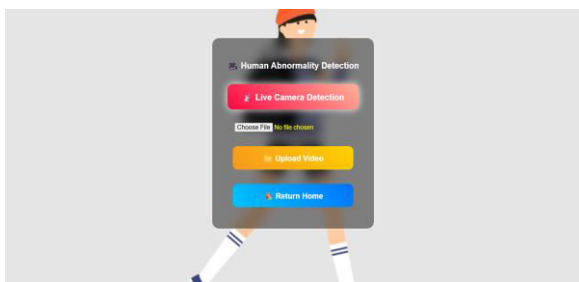 Human Abnormality Detection
Live Camera Detection
Choose File No file chosen
Upload Video
Return Home